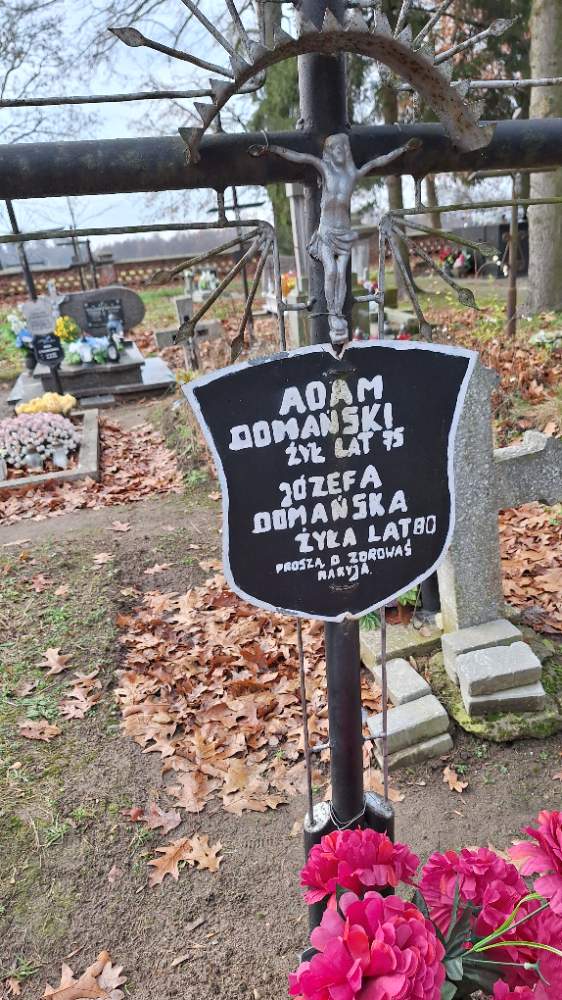 ADAM
DOMAŃSKI
ŻYŁ LAT 75
JÓZEFA
DOMAŃSKA
ŻYŁA LAT 80
PROSZĄ O ZDROWAŚ
MARYJA